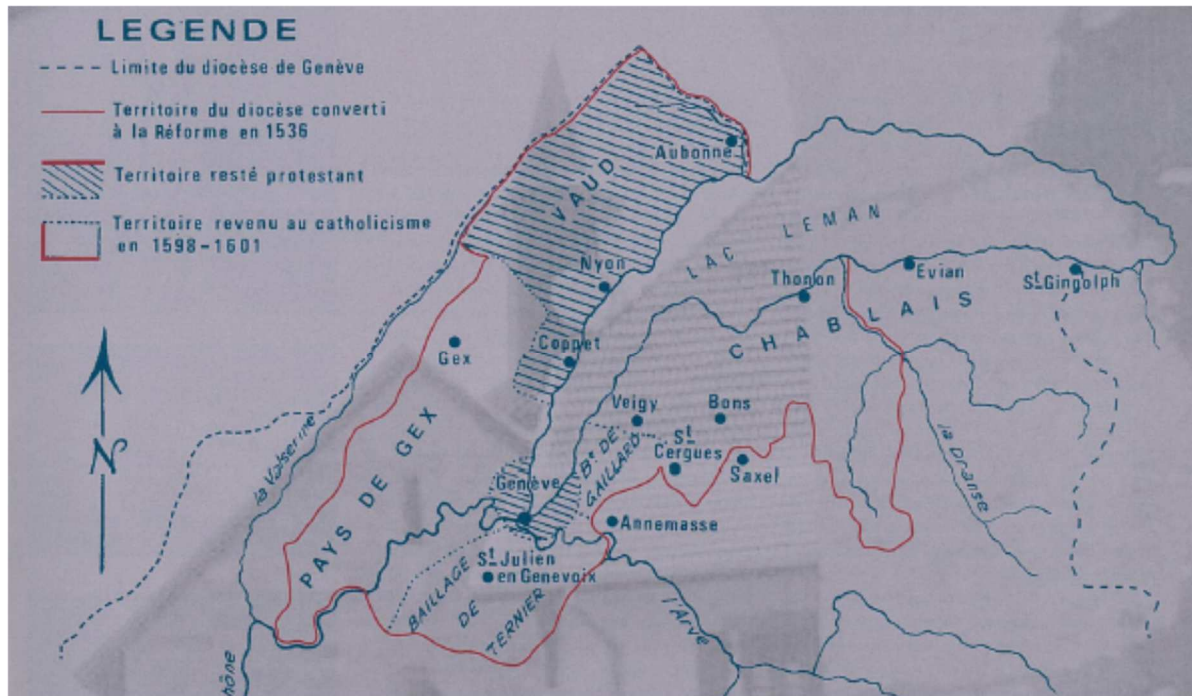 LEGENDE
Limite du diocèse de Genève
Territoire du diocèse converti
à la Réforme en 1536
Territoire resté protestant
Territoire revenu au catholicisme
en 1598-1601
N
Aubonne
VAUD
LAC LEMAN
Nyon
Thonon
Evian
St Gingolph
CHABLAIS
Gex
Coppet
Veigy
Bons
la Valserine
PAYS DE GEX
Bge DE
GAILLARD
St
Cergues
Saxel
la Dranse
Genève
Annemasse
St Julien
en Genevoix
BAILLAGE
DE
TERNIER
l'Arve
hône